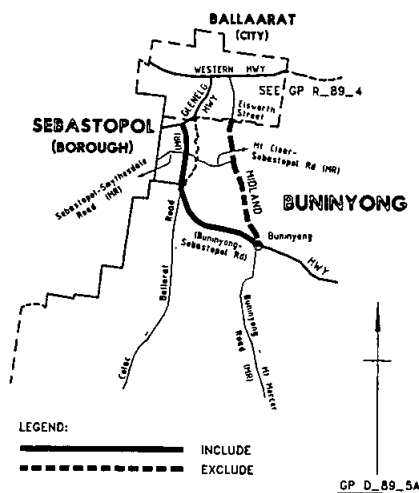 BALLAARAT
(CITY)
WESTERN HWY
SEE GP R_89_4
GLENELG
HWY
Elsworth
Street
SEBASTOPOL
(BOROUGH)
(MR)
Mt Clear-
Sebastopol Rd (MR)
Sebastopol-Smythesdale
Road (MR)
MIDLAND
HWY
BUNINYONG
Buninyong
(Buninyong-
Sebastopol Rd)
Colac Ballarat Road
Buninyong Mt Mercer
Road (MR)
LEGEND:
INCLUDE
EXCLUDE
GP D_89_5A